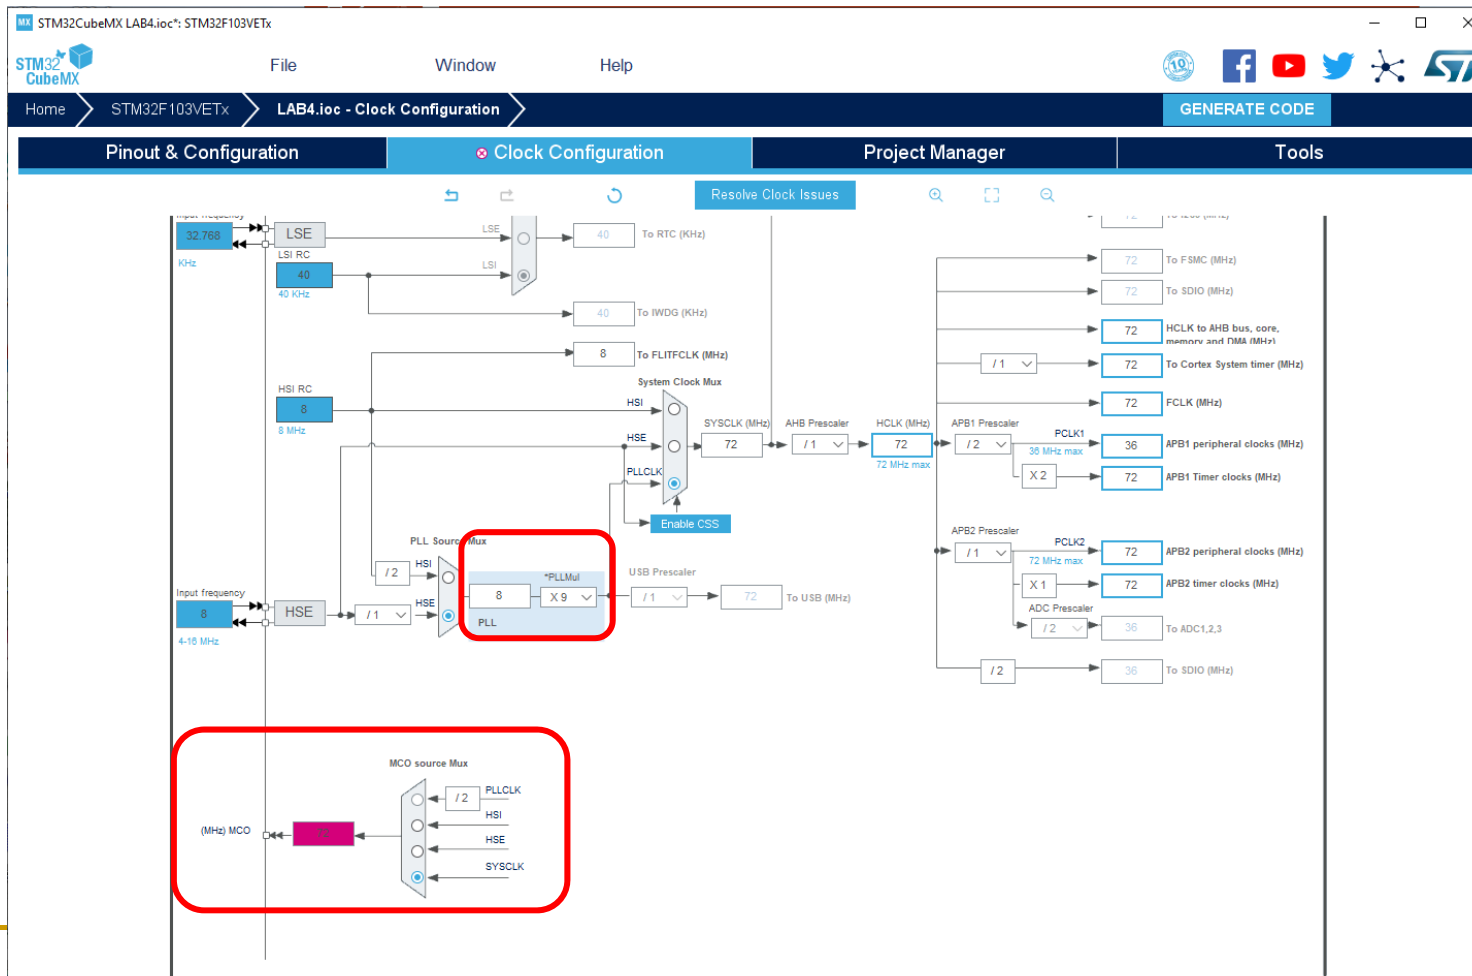 MX STM32CubeMX LAB4.ioc*: STM32F103VETx
STM32
CubeMX
File
Window
Help
10
Home
STM32F103VETx
LAB4.ioc - Clock Configuration
GENERATE CODE
Pinout & Configuration
Clock Configuration
Project Manager
Tools
Resolve Clock Issues
Input frequency
32.768
KHz
LSE
LSI RC
40
40 KHz
LSE
LSI
40
To RTC (KHz)
40
To IWDG (KHz)
8
To FLITFCLK (MHz)
HSI RC
8
8 MHz
System Clock Mux
HSI
HSE
PLLCLK
Enable CSS
SYSCLK (MHz)
72
AHB Prescaler
/ 1
HCLK (MHz)
72
72 MHz max
72
To FSMC (MHz)
72
To SDIO (MHz)
72
HCLK to AHB bus, core,
memory and DMA (MHz)
/ 1
72
To Cortex System timer (MHz)
72
FCLK (MHz)
APB1 Prescaler
/ 2
PCLK1
36 MHz max
36
APB1 peripheral clocks (MHz)
X 2
72
APB1 Timer clocks (MHz)
APB2 Prescaler
/ 1
PCLK2
72 MHz max
72
APB2 peripheral clocks (MHz)
X 1
72
APB2 timer clocks (MHz)
ADC Prescaler
/ 2
36
To ADC1,2,3
/ 2
36
To SDIO (MHz)
PLL Source Mux
/ 2
HSI
HSE
Input frequency
8
4-16 MHz
HSE
/ 1
8
*PLLMul
X 9
PLL
USB Prescaler
/ 1
72
To USB (MHz)
MCO source Mux
/ 2
PLLCLK
HSI
HSE
SYSCLK
(MHz) MCO
72